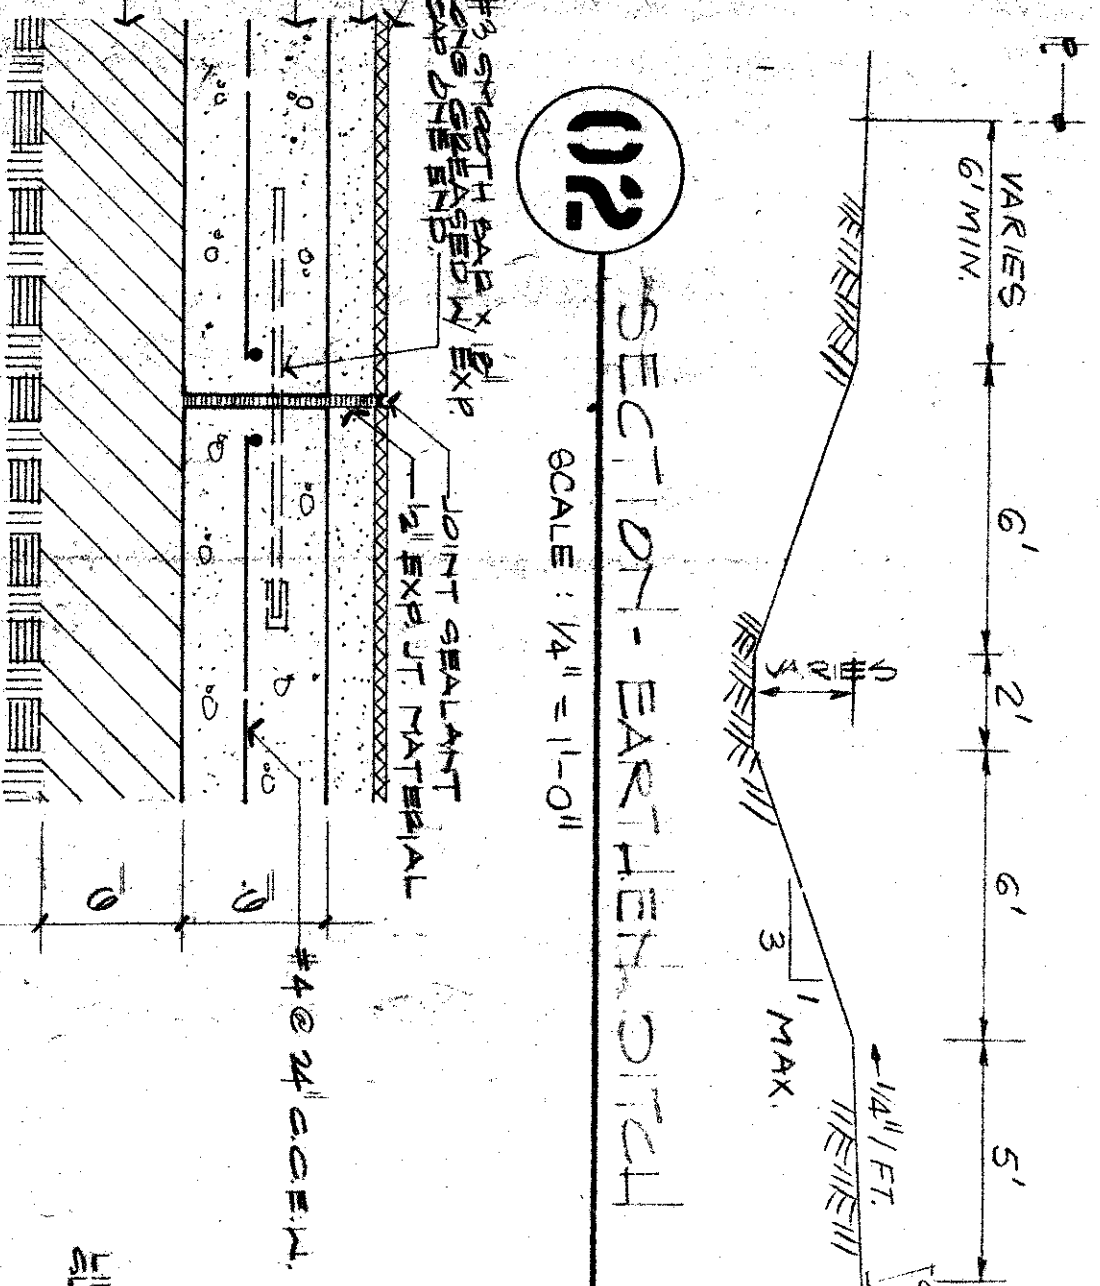 VARIES
6' MIN.
6'
2'
6'
5'
VARIES
1/4" / FT.
3
1
MAX.
02
SECTION - EARTHEN DITCH
SCALE : 1/4" = 1'-0"
#3 SMOOTH BAR X 12"
LONG GREASED W/ EXP.
CAP ONE END.
JOINT SEALANT
1/2" EXP. JT. MATERIAL
6"
6"
#4 @ 24" O.C.E.W.